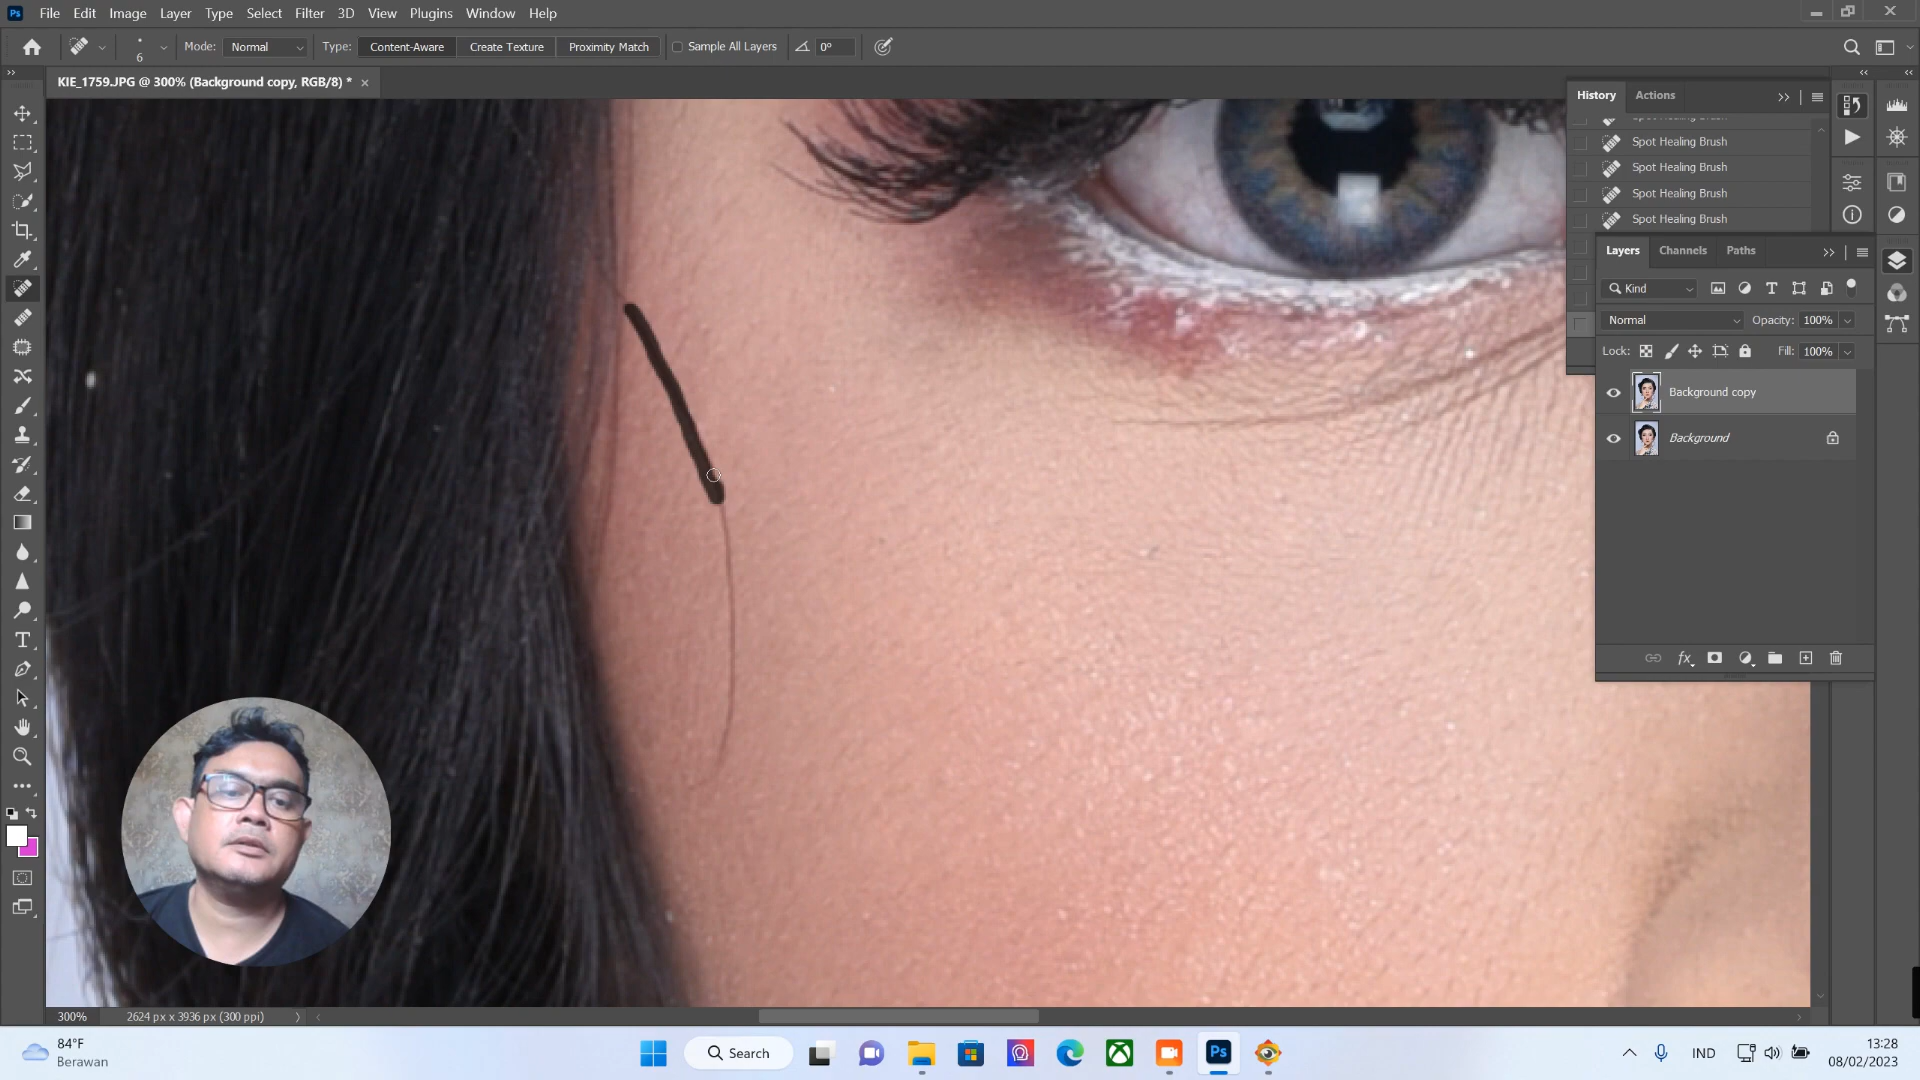 File Edit Image Layer Type Select Filter 3D View Plugins Window Help
6 Mode: Normal Type: Content-Aware Create Texture Proximity Match Sample All Layers 0°
KIE_1759.JPG @ 300% (Background copy, RGB/8) *
History Actions
Spot Healing Brush
Spot Healing Brush
Spot Healing Brush
Spot Healing Brush
Spot Healing Brush
Layers Channels Paths
Kind
Normal Opacity: 100%
Lock: Fill: 100%
Background copy
Background
300% 2624 px x 3936 px (300 ppi)
84°F
Berawan
Search
Ps
IND
13:28
08/02/2023